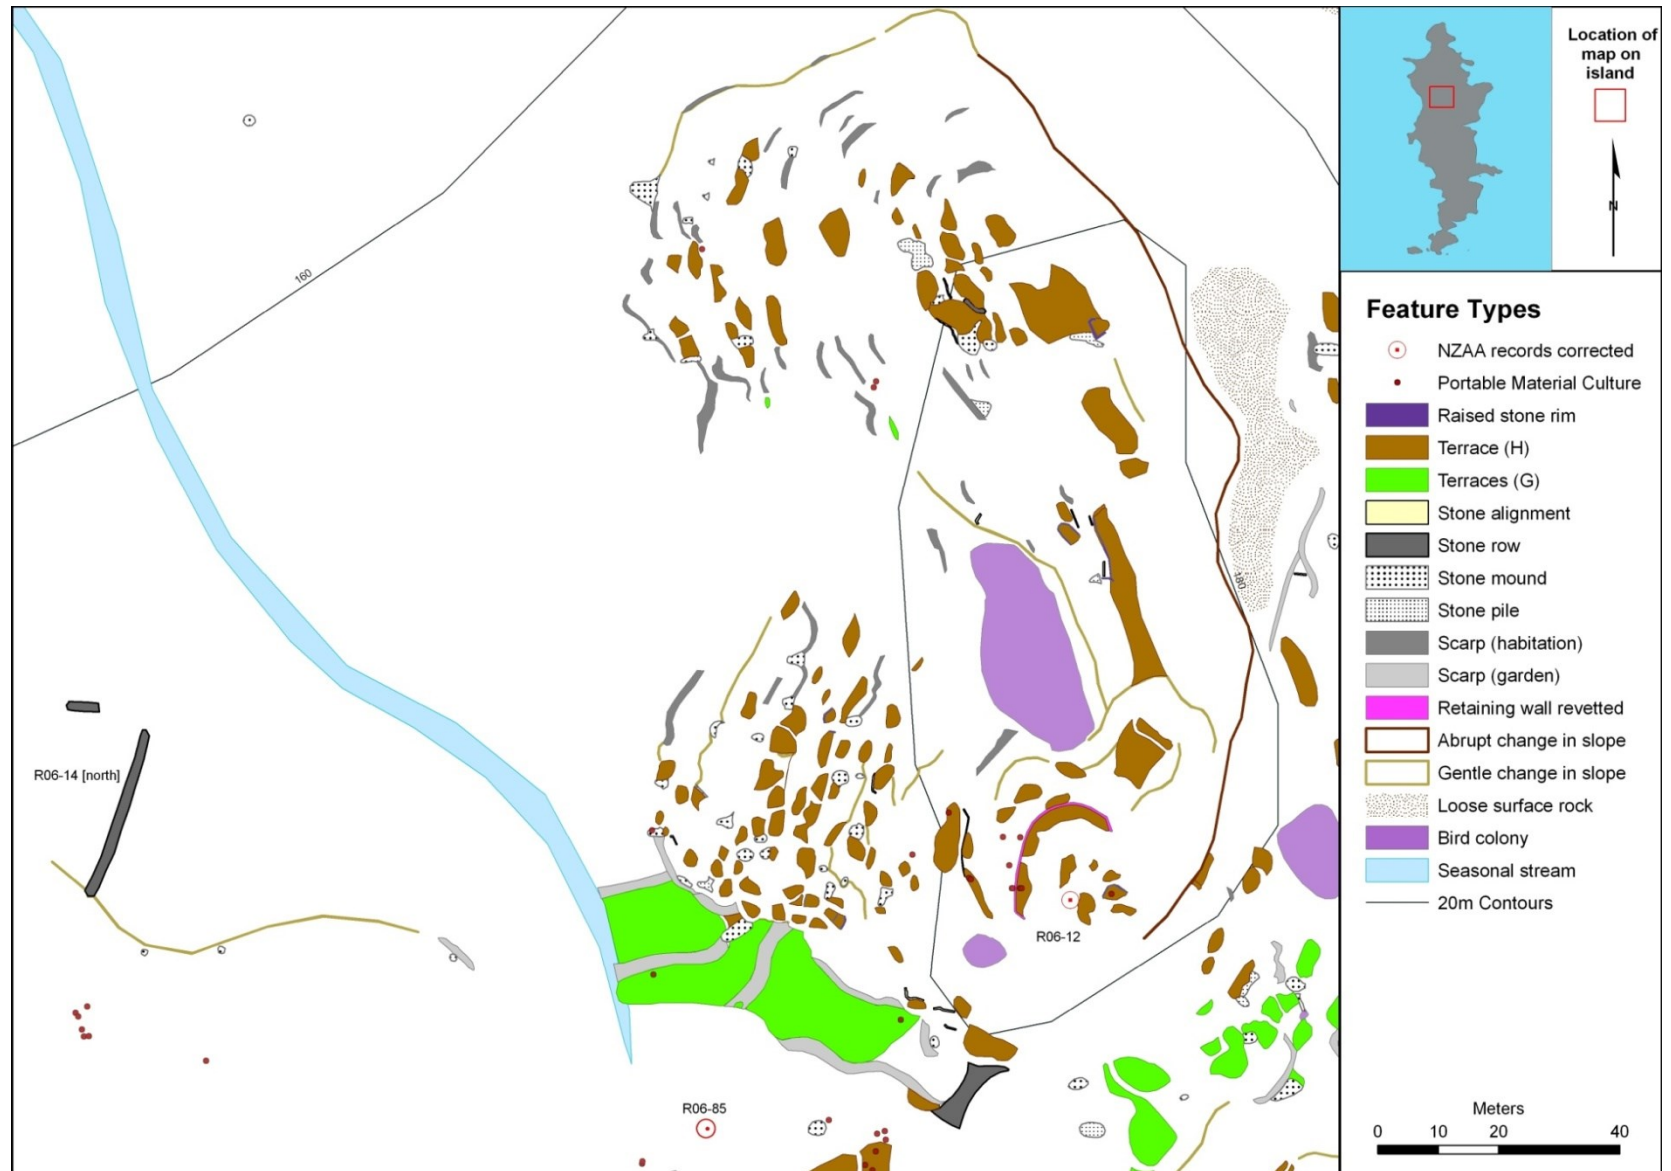 Location of
map on
island
N
Feature Types
NZAA records corrected
Portable Material Culture
Raised stone rim
Terrace (H)
Terraces (G)
Stone alignment
Stone row
Stone mound
Stone pile
Scarp (habitation)
Scarp (garden)
Retaining wall revetted
Abrupt change in slope
Gentle change in slope
Loose surface rock
Bird colony
Seasonal stream
20m Contours
Meters
0 10 20 40
160
180
R06-14 [north]
R06-12
R06-85